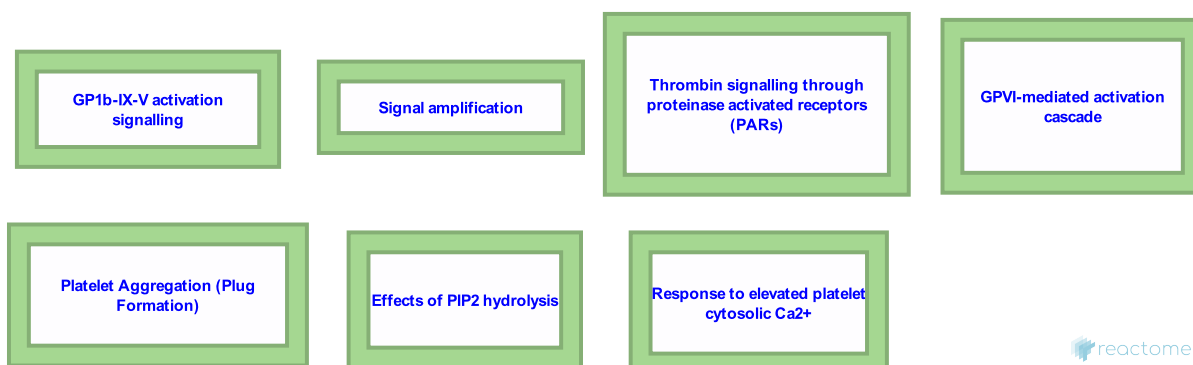 GP1b-IX-V activation
signalling
Signal amplification
Thrombin signalling through
proteinase activated receptors
(PARs)
GPVI-mediated activation
cascade
Platelet Aggregation (Plug
Formation)
Effects of PIP2 hydrolysis
Response to elevated platelet
cytosolic Ca2+
reactome